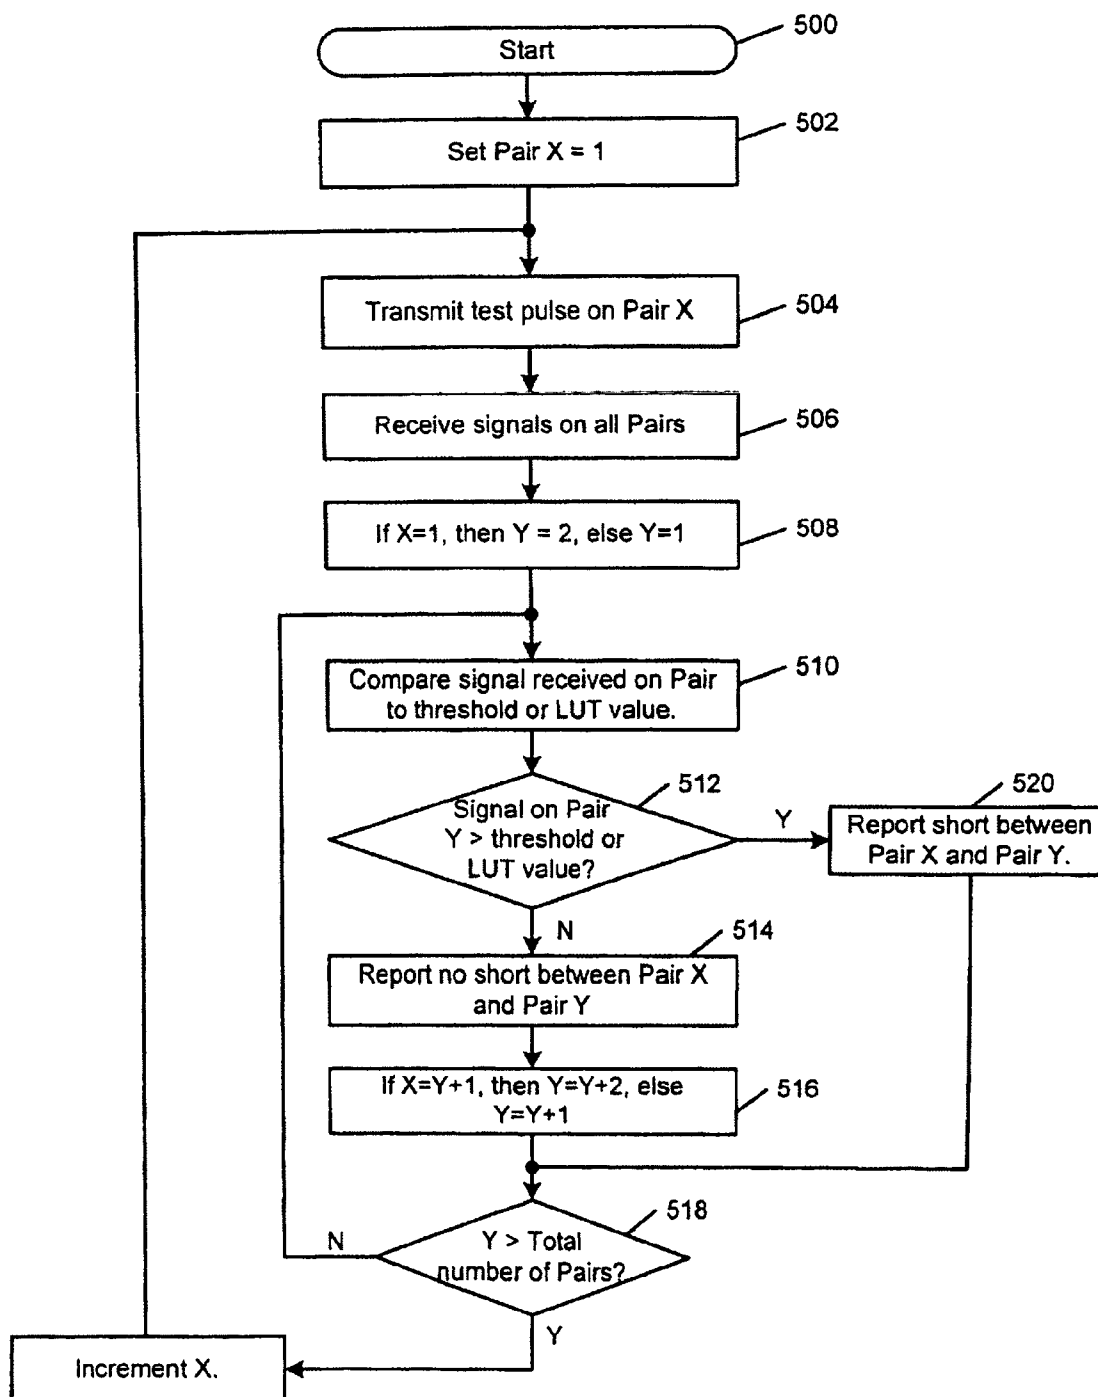 Start
500
Set Pair X = 1
502
Transmit test pulse on Pair X
504
Receive signals on all Pairs
506
If X=1, then Y = 2, else Y=1
508
Compare signal received on Pair
to threshold or LUT value.
510
Signal on Pair
Y > threshold or
LUT value?
512
Y
Report short between
Pair X and Pair Y.
520
N
Report no short between Pair X
and Pair Y
514
If X=Y+1, then Y=Y+2, else
Y=Y+1
516
Y > Total
number of Pairs?
518
N
Y
Increment X.